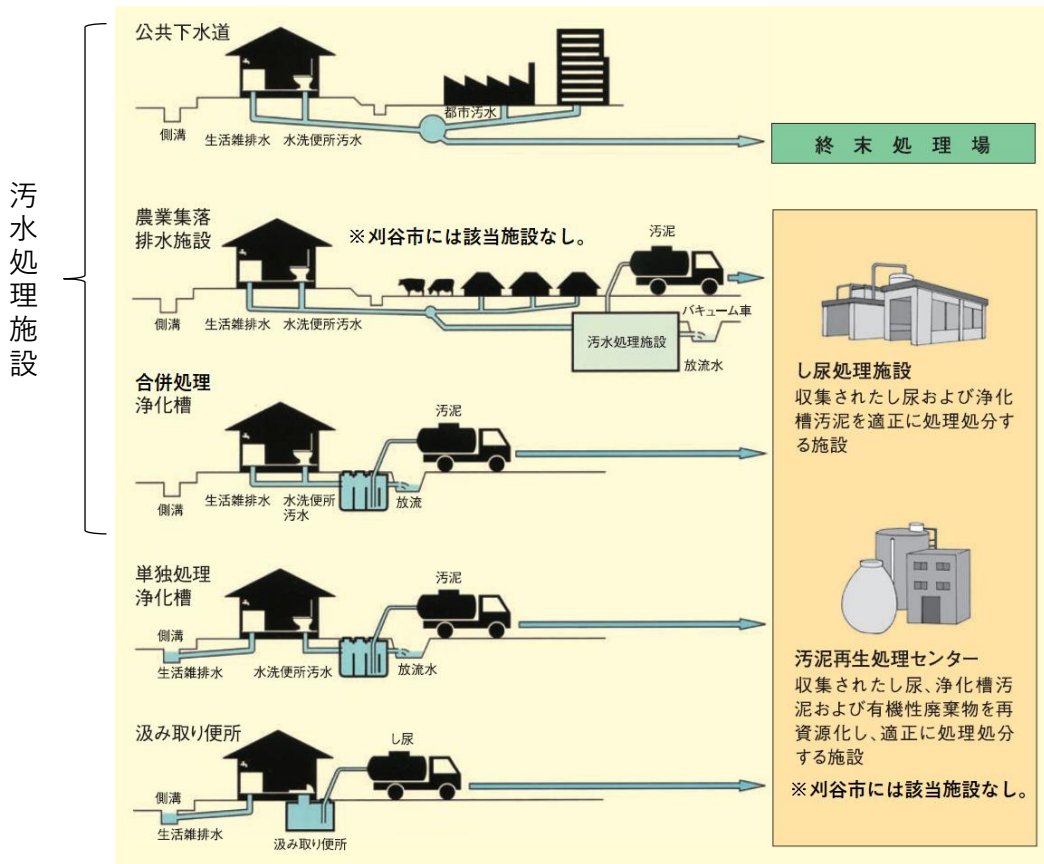 汚水処理施設
公共下水道
都市汚水
側溝
生活雑排水
水洗便所汚水
終末処理場
農業集落
排水施設
※刈谷市には該当施設なし。
汚泥
バキューム車
側溝
生活雑排水
水洗便所汚水
汚水処理施設
放流水
合併処理
浄化槽
汚泥
側溝
生活雑排水
水洗便所
汚水
放流
単独処理
浄化槽
汚泥
側溝
生活雑排水
水洗便所汚水
放流水
汲み取り便所
し尿
側溝
生活雑排水
汲み取り便所
し尿処理施設
収集されたし尿および浄化
槽汚泥を適正に処理処分す
る施設
汚泥再生処理センター
収集されたし尿、浄化槽汚
泥および有機性廃棄物を再
資源化し、適正に処理処分
する施設
※刈谷市には該当施設なし。